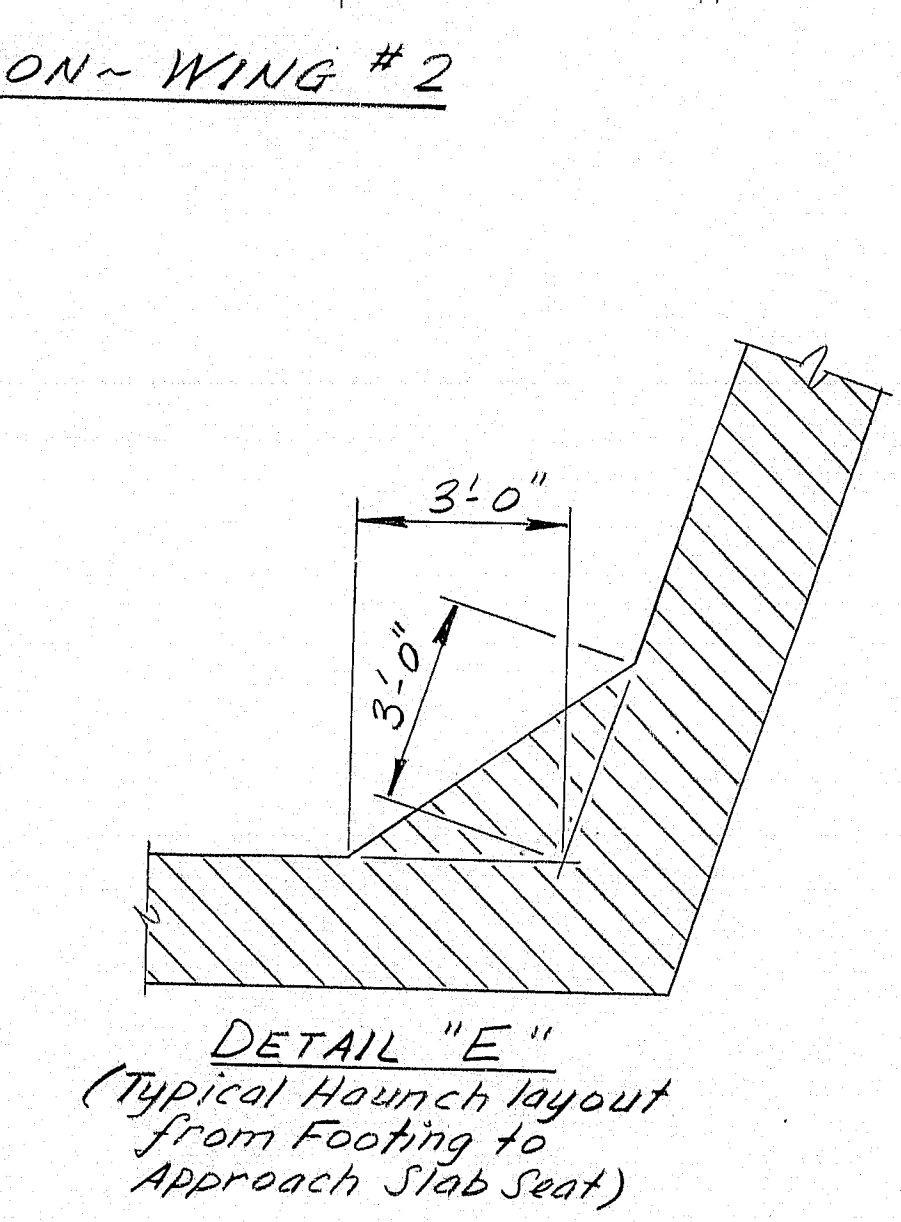 ON~ WING #2
3'-0"
3'-0"
DETAIL "E"
(Typical Haunch layout
from Footing to
Approach Slab Seat)